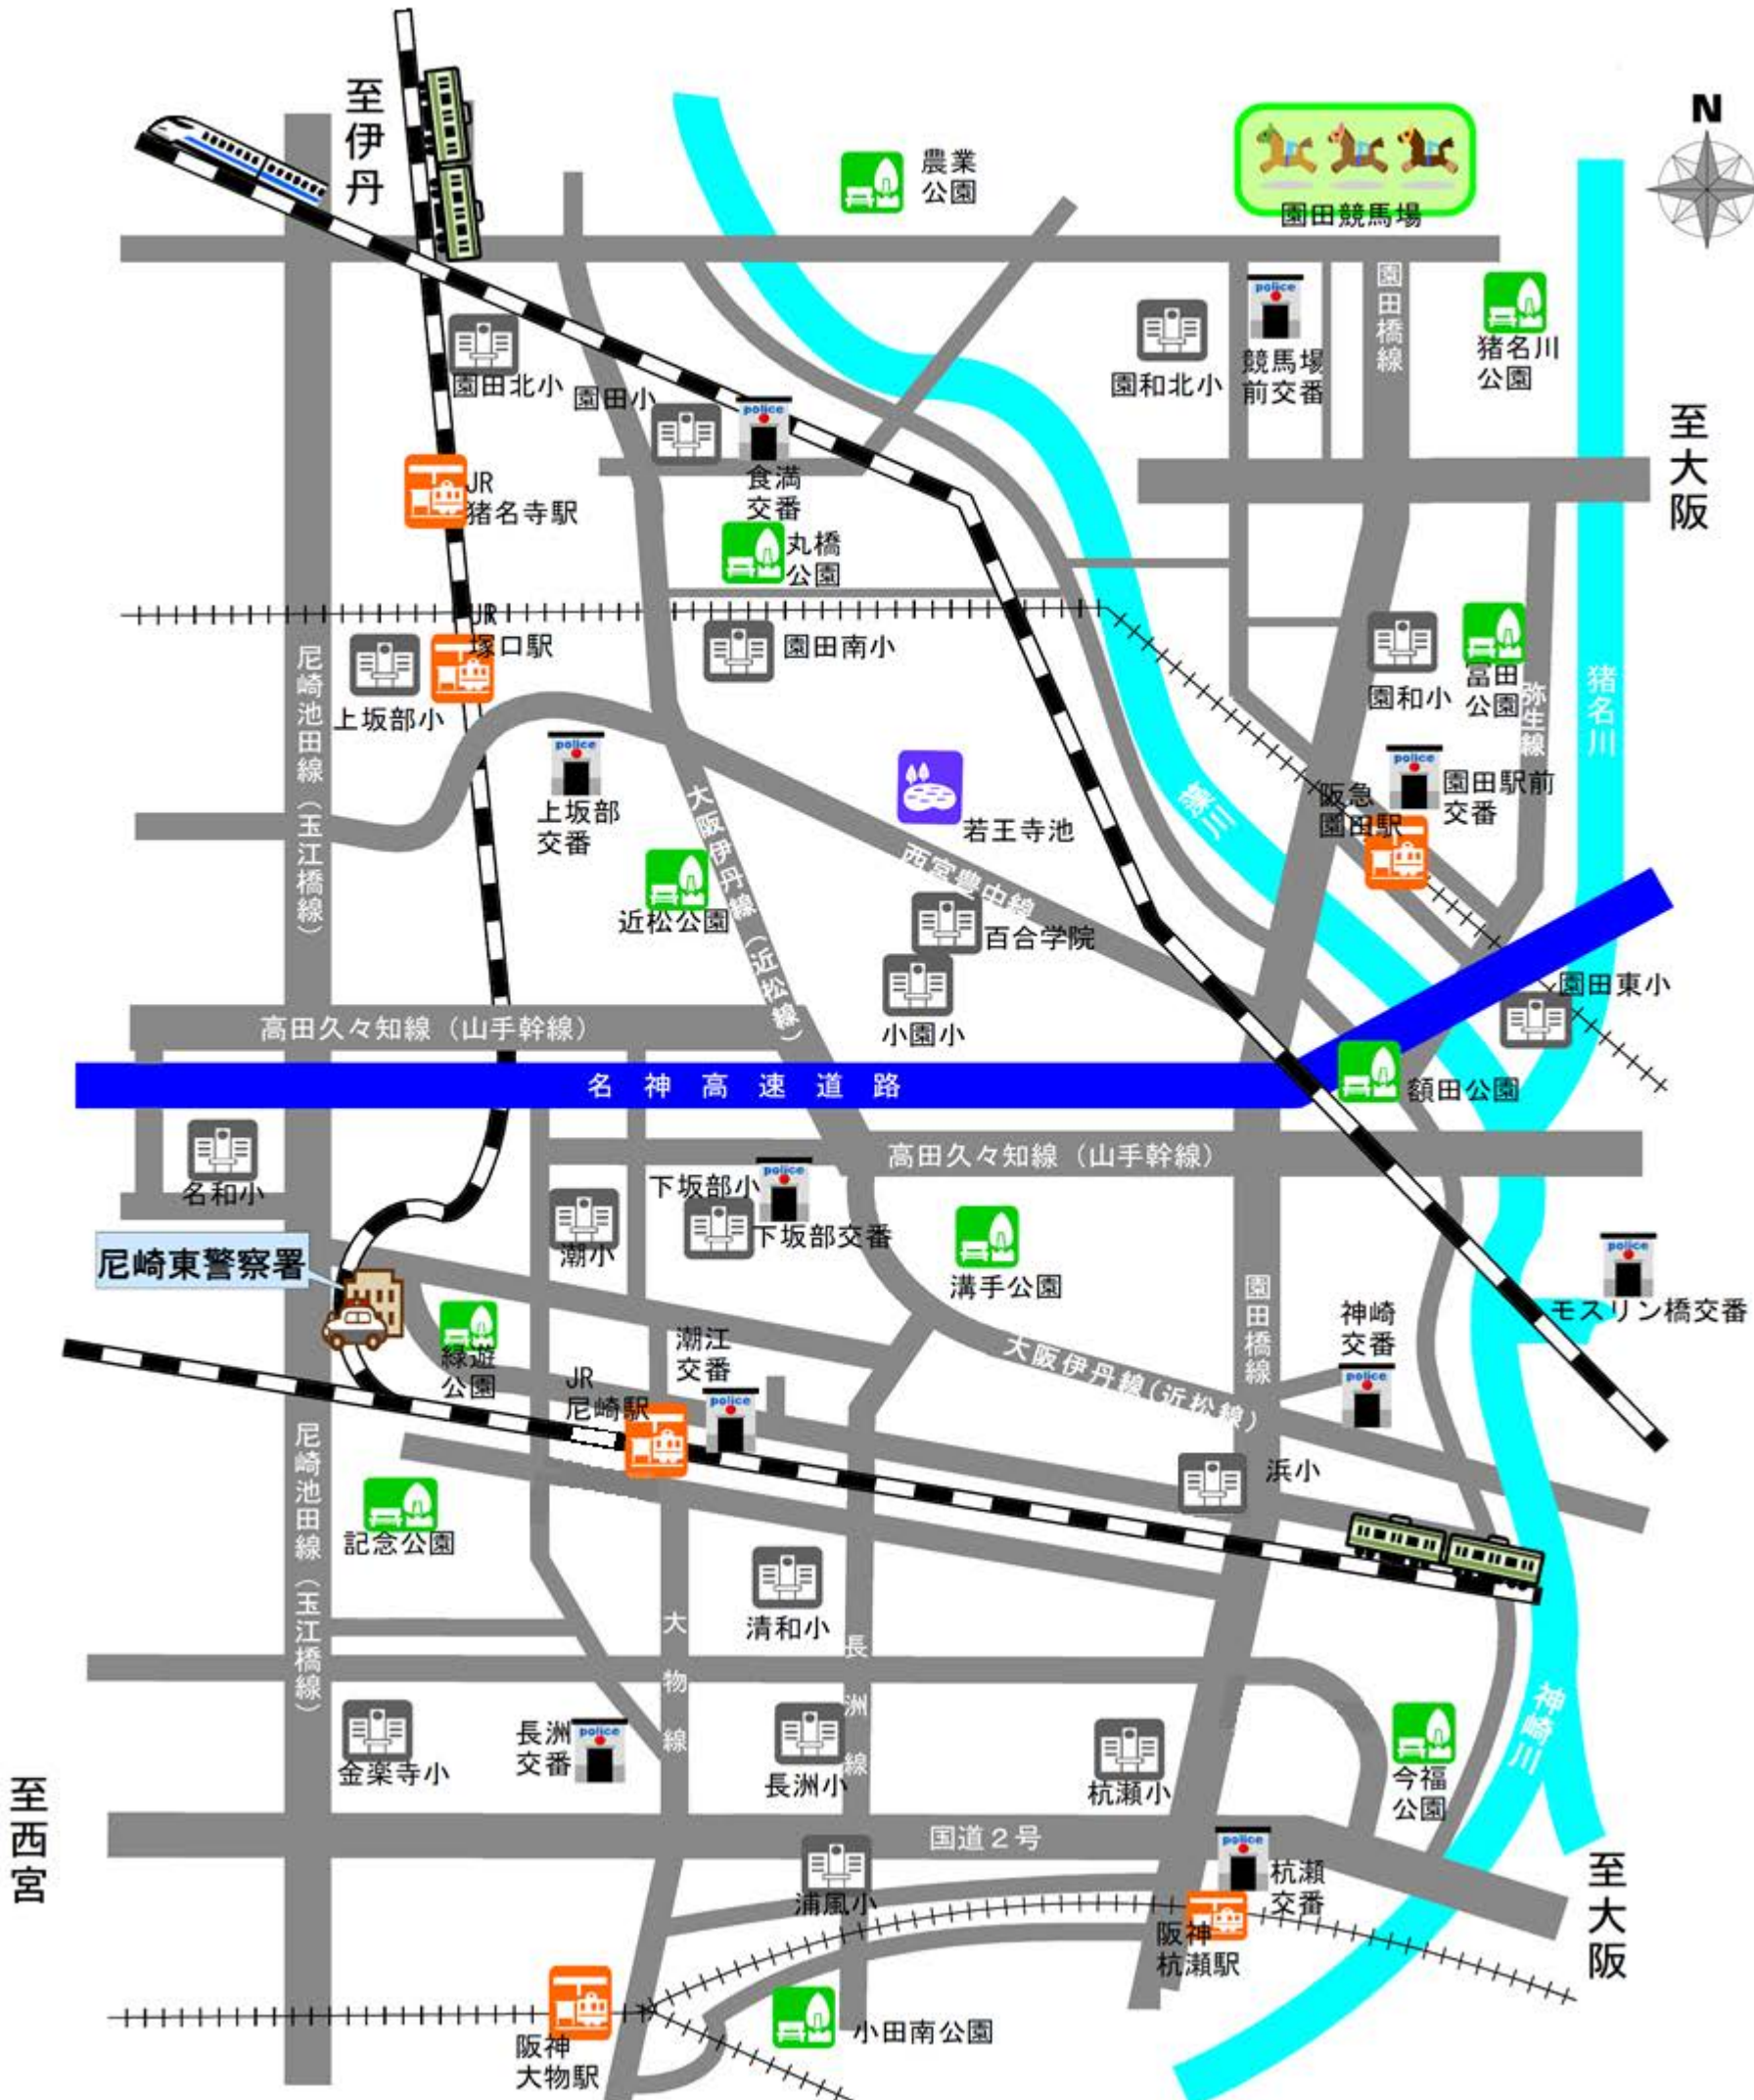 至伊丹
N
農業
公園
園田競馬場
園田橋線
猪名川
公園
園和北小
競馬場
前交番
police
園田北小
園田小
police
食満
交番
至大阪
JR
猪名寺駅
丸橋
公園
JR
塚口駅
園田南小
上坂部小
園和小
富田
公園
弥生線
猪名川
尼崎池田線（玉江橋線）
police
上坂部
交番
大阪伊丹線（近松線）
若王寺池
西宮豊中線
藻川
阪急
園田駅
police
園田駅前
交番
近松公園
百合学院
小園小
園田東小
高田久々知線（山手幹線）
名神高速道路
額田公園
高田久々知線（山手幹線）
名和小
下坂部小
police
下坂部交番
潮小
溝手公園
尼崎東警察署
police
モスリン橋交番
園田橋線
神崎
交番
police
緑遊
公園
潮江
交番
police
JR
尼崎駅
大阪伊丹線(近松線)
浜小
尼崎池田線（玉江橋線）
記念公園
清和小
大物線
長洲線
神崎川
金楽寺小
長洲
交番
police
長洲小
杭瀬小
今福
公園
至西宮
国道２号
police
杭瀬
交番
浦風小
阪神
杭瀬駅
至大阪
阪神
大物駅
小田南公園